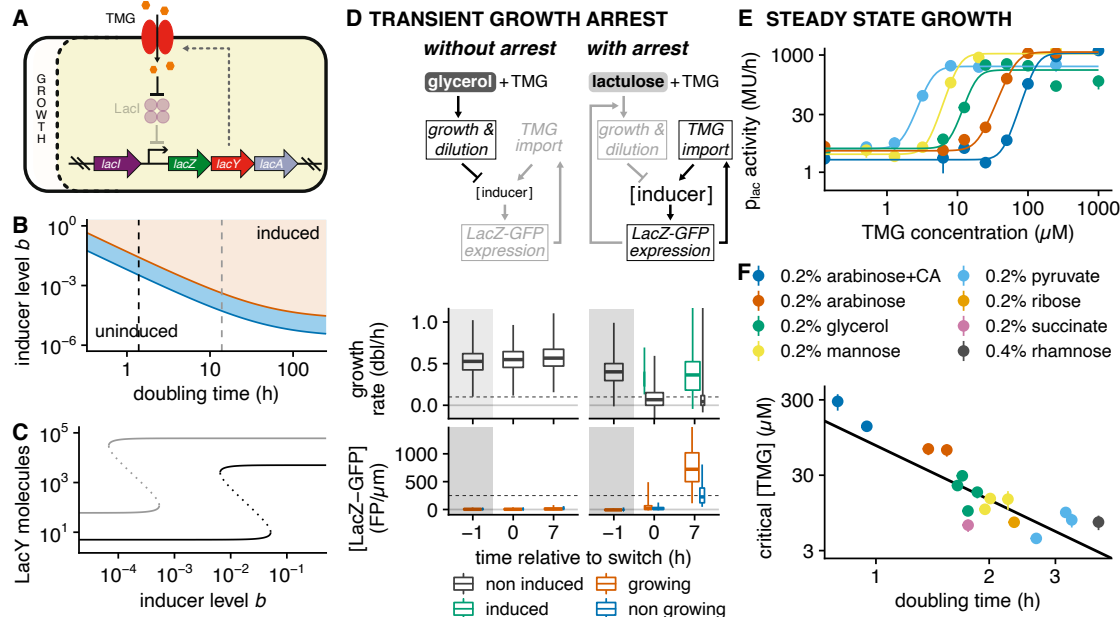 A
TMG
GROWTH
LacI
lacI
lacZ
lacY
lacA
B
inducer level b
10^0
10^−3
10^−6
induced
uninduced
1
10
100
doubling time (h)
C
LacY molecules
10^5
10^3
10^1
10^−4
10^−3
10^−2
10^−1
inducer level b
D TRANSIENT GROWTH ARREST
without arrest
with arrest
glycerol + TMG
lactulose + TMG
growth & dilution
TMG import
[inducer]
LacZ-GFP expression
growth & dilution
TMG import
[inducer]
LacZ-GFP expression
growth rate (dbl/h)
1.0
0.5
0.0
[LacZ−GFP] (FP/µm)
1000
500
0
−1
0
7
−1
0
7
time relative to switch (h)
non induced
growing
induced
non growing
E STEADY STATE GROWTH
plac activity (MU/h)
1000
30
1
1
10
100
1000
TMG concentration (µM)
F
0.2% arabinose+CA
0.2% pyruvate
0.2% arabinose
0.2% ribose
0.2% glycerol
0.2% succinate
0.2% mannose
0.4% rhamnose
critical [TMG] (µM)
300
30
3
1
2
3
doubling time (h)